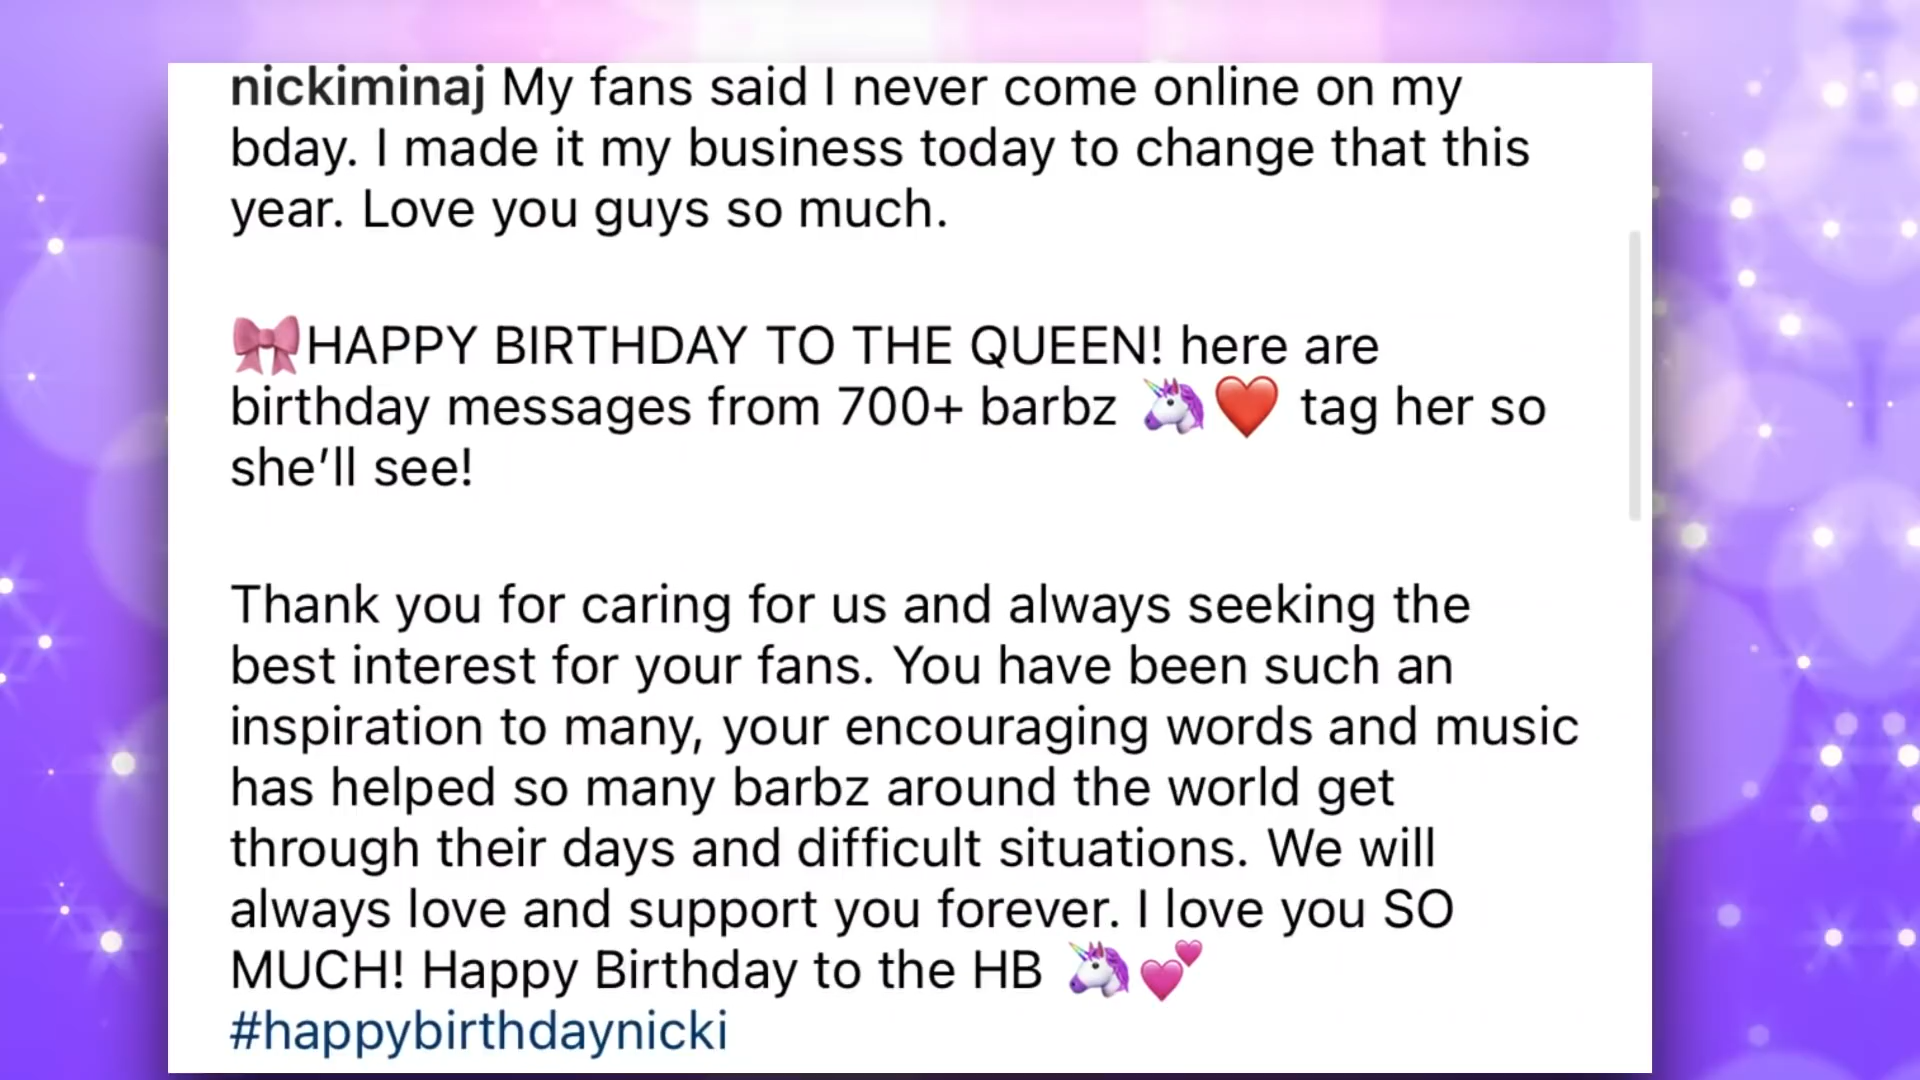 nickiminaj My fans said I never come online on my
bday. I made it my business today to change that this
year. Love you guys so much.
🎀HAPPY BIRTHDAY TO THE QUEEN! here are
birthday messages from 700+ barbz 🦄❤️ tag her so
she’ll see!
Thank you for caring for us and always seeking the
best interest for your fans. You have been such an
inspiration to many, your encouraging words and music
has helped so many barbz around the world get
through their days and difficult situations. We will
always love and support you forever. I love you SO
MUCH! Happy Birthday to the HB 🦄💕
#happybirthdaynicki